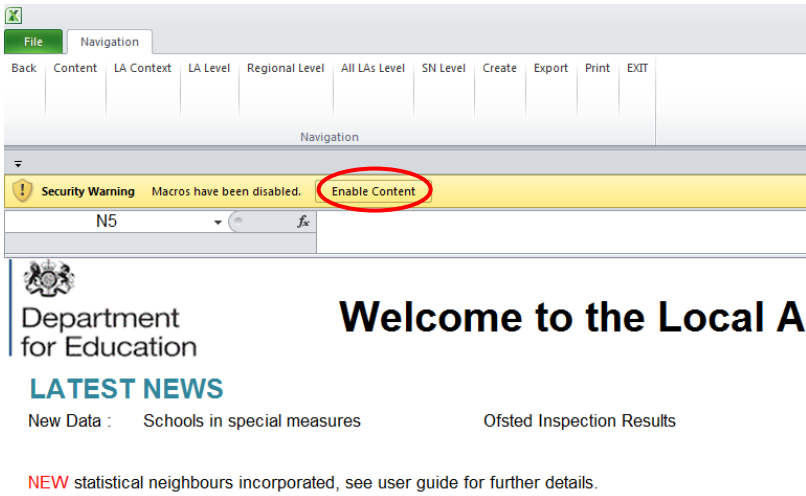 File Navigation
Back Content LA Context LA Level Regional Level All LAs Level SN Level Create Export Print EXIT
Navigation
Security Warning Macros have been disabled. Enable Content
N5 fx
Department
for Education
Welcome to the Local A
LATEST NEWS
New Data : Schools in special measures Ofsted Inspection Results
NEW statistical neighbours incorporated, see user guide for further details.